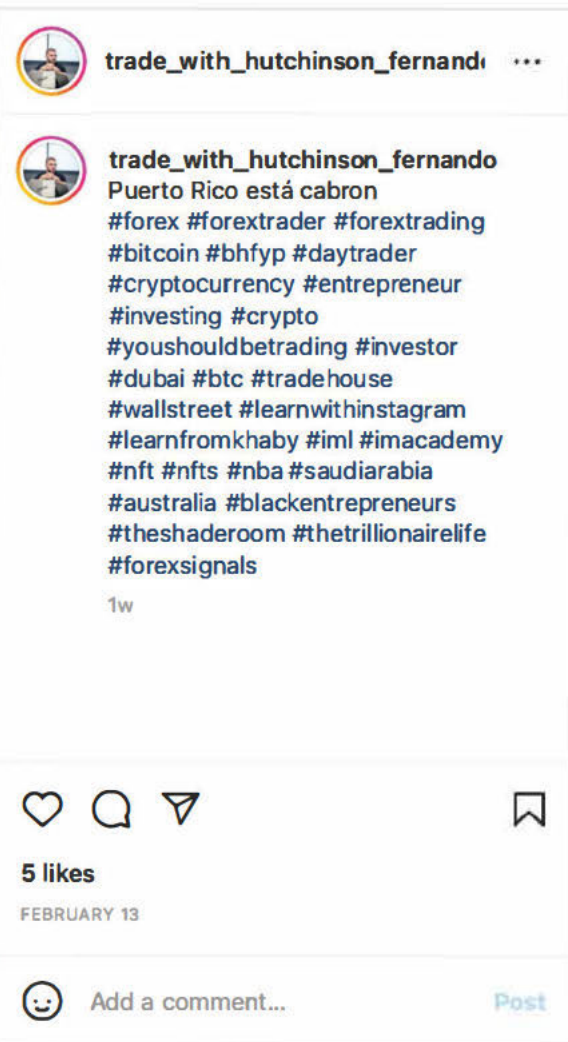 trade_with_hutchinson_fernand
trade_with_hutchinson_fernando
Puerto Rico está cabron
#forex #forextrader #forextrading
#bitcoin #bhfyp #daytrader
#cryptocurrency #entrepreneur
#investing #crypto
#youshouldbetrading #investor
#dubai #btc #tradehouse
#wallstreet #learnwithinstagram
#learnfromkhaby #iml #imacademy
#nft #nfts #nba #saudiarabia
#australia #blackentrepreneurs
#theshaderoom #thetrillionairelife
#forexsignals
1w
5 likes
FEBRUARY 13
Add a comment... Post